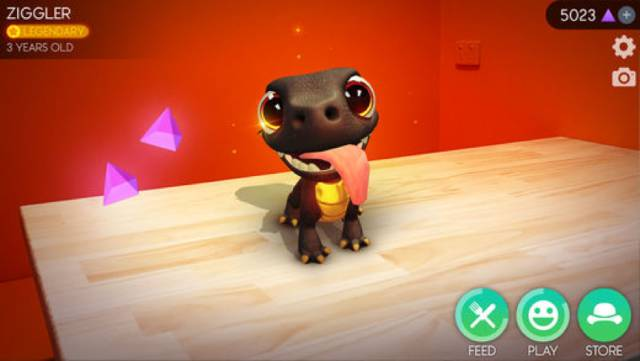 ZIGGLER
LEGENDARY
3 YEARS OLD
5023
FEED
PLAY
STORE